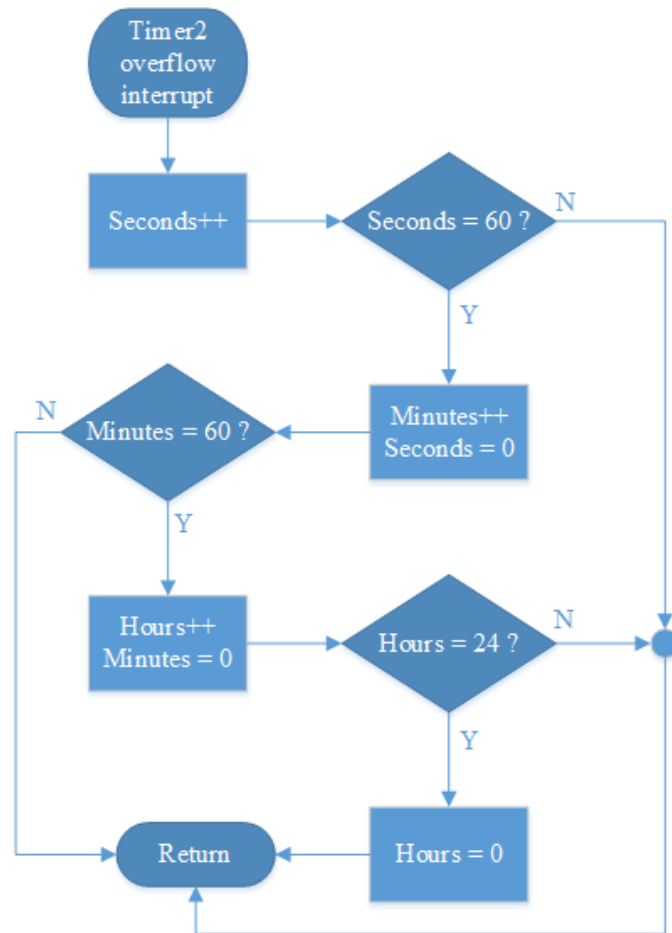 Timer2
overflow
interrupt
Seconds++
Seconds = 60 ?
N
Y
Minutes++
Seconds = 0
Minutes = 60 ?
N
Y
Hours++
Minutes = 0
Hours = 24 ?
N
Y
Hours = 0
Return